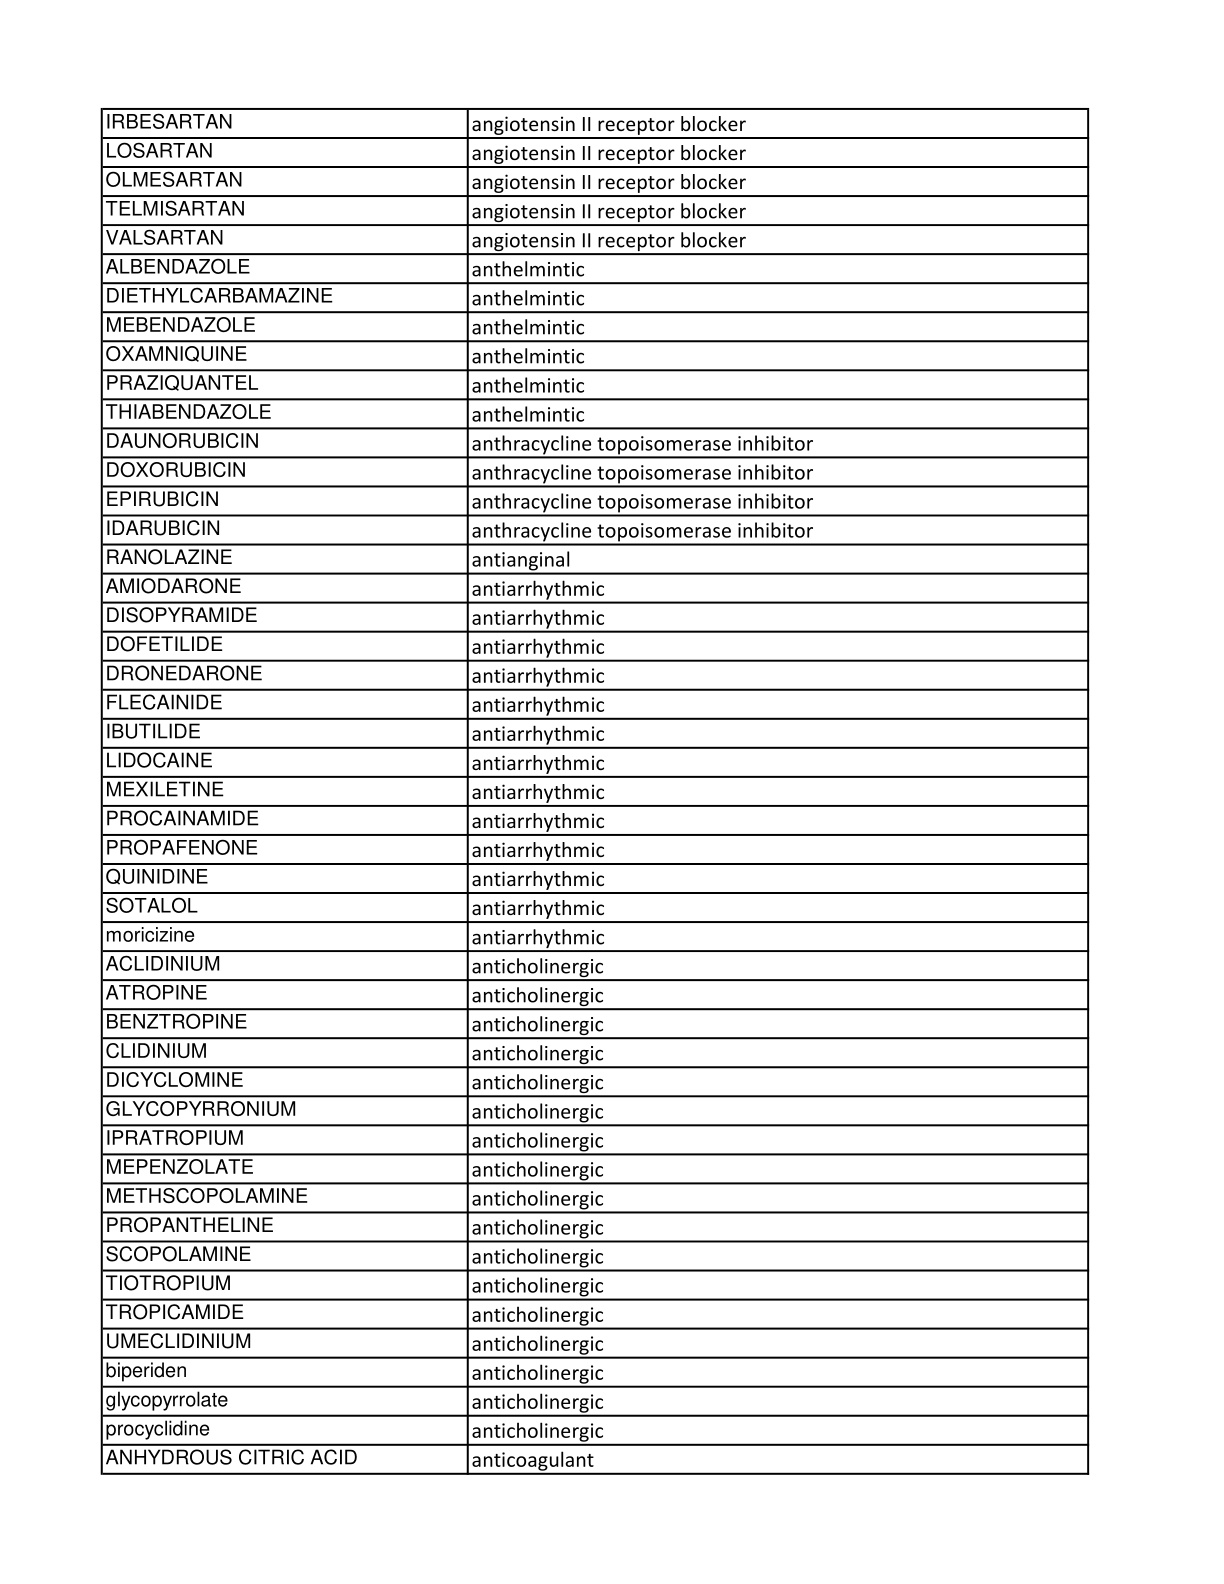 IRBESARTAN angiotensin II receptor blocker
LOSARTAN angiotensin II receptor blocker
OLMESARTAN angiotensin II receptor blocker
TELMISARTAN angiotensin II receptor blocker
VALSARTAN angiotensin II receptor blocker
ALBENDAZOLE anthelmintic
DIETHYLCARBAMAZINE anthelmintic
MEBENDAZOLE anthelmintic
OXAMNIQUINE anthelmintic
PRAZIQUANTEL anthelmintic
THIABENDAZOLE anthelmintic
DAUNORUBICIN anthracycline topoisomerase inhibitor
DOXORUBICIN anthracycline topoisomerase inhibitor
EPIRUBICIN anthracycline topoisomerase inhibitor
IDARUBICIN anthracycline topoisomerase inhibitor
RANOLAZINE antianginal
AMIODARONE antiarrhythmic
DISOPYRAMIDE antiarrhythmic
DOFETILIDE antiarrhythmic
DRONEDARONE antiarrhythmic
FLECAINIDE antiarrhythmic
IBUTILIDE antiarrhythmic
LIDOCAINE antiarrhythmic
MEXILETINE antiarrhythmic
PROCAINAMIDE antiarrhythmic
PROPAFENONE antiarrhythmic
QUINIDINE antiarrhythmic
SOTALOL antiarrhythmic
moricizine antiarrhythmic
ACLIDINIUM anticholinergic
ATROPINE anticholinergic
BENZTROPINE anticholinergic
CLIDINIUM anticholinergic
DICYCLOMINE anticholinergic
GLYCOPYRRONIUM anticholinergic
IPRATROPIUM anticholinergic
MEPENZOLATE anticholinergic
METHSCOPOLAMINE anticholinergic
PROPANTHELINE anticholinergic
SCOPOLAMINE anticholinergic
TIOTROPIUM anticholinergic
TROPICAMIDE anticholinergic
UMECLIDINIUM anticholinergic
biperiden anticholinergic
glycopyrrolate anticholinergic
procyclidine anticholinergic
ANHYDROUS CITRIC ACID anticoagulant